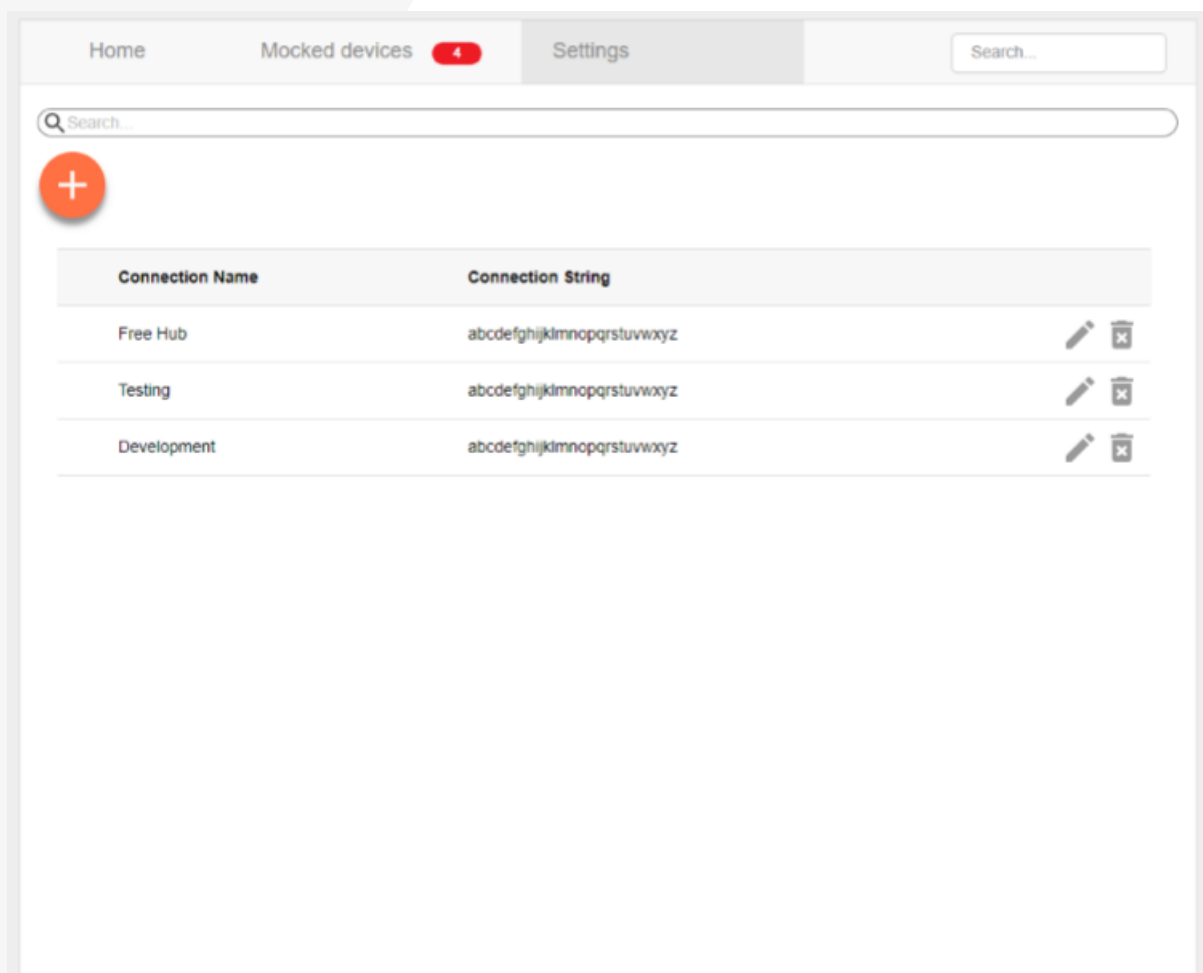 Home Mocked devices 4 Settings Search...
Search...
Connection Name Connection String
Free Hub abcdefghijklmnopqrstuvwxyz
Testing abcdefghijklmnopqrstuvwxyz
Development abcdefghijklmnopqrstuvwxyz